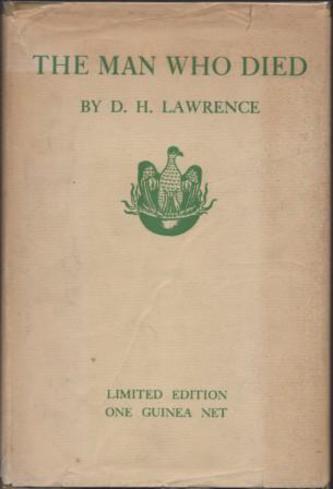 THE MAN WHO DIED
BY D. H. LAWRENCE
LIMITED EDITION
ONE GUINEA NET